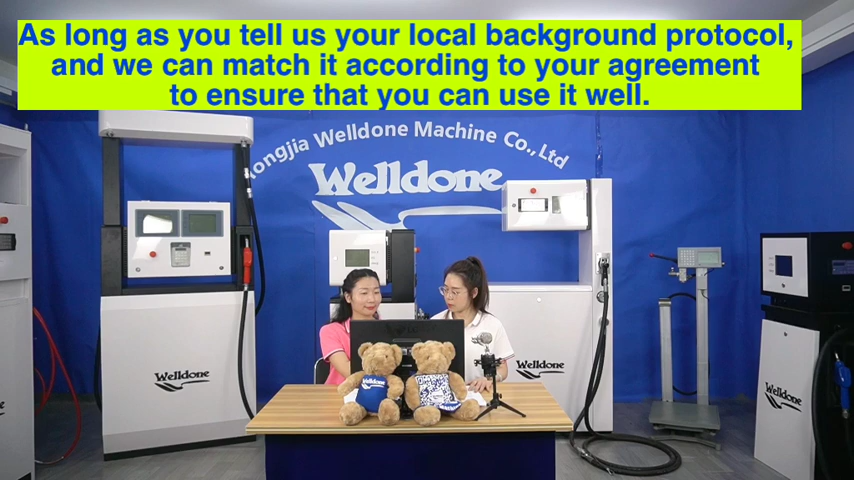 As long as you tell us your local background protocol,
and we can match it according to your agreement
to ensure that you can use it well.
ongjia Welldone Machine Co., Ltd
Welldone
Welldone
Welldone
Welldone
Welldone